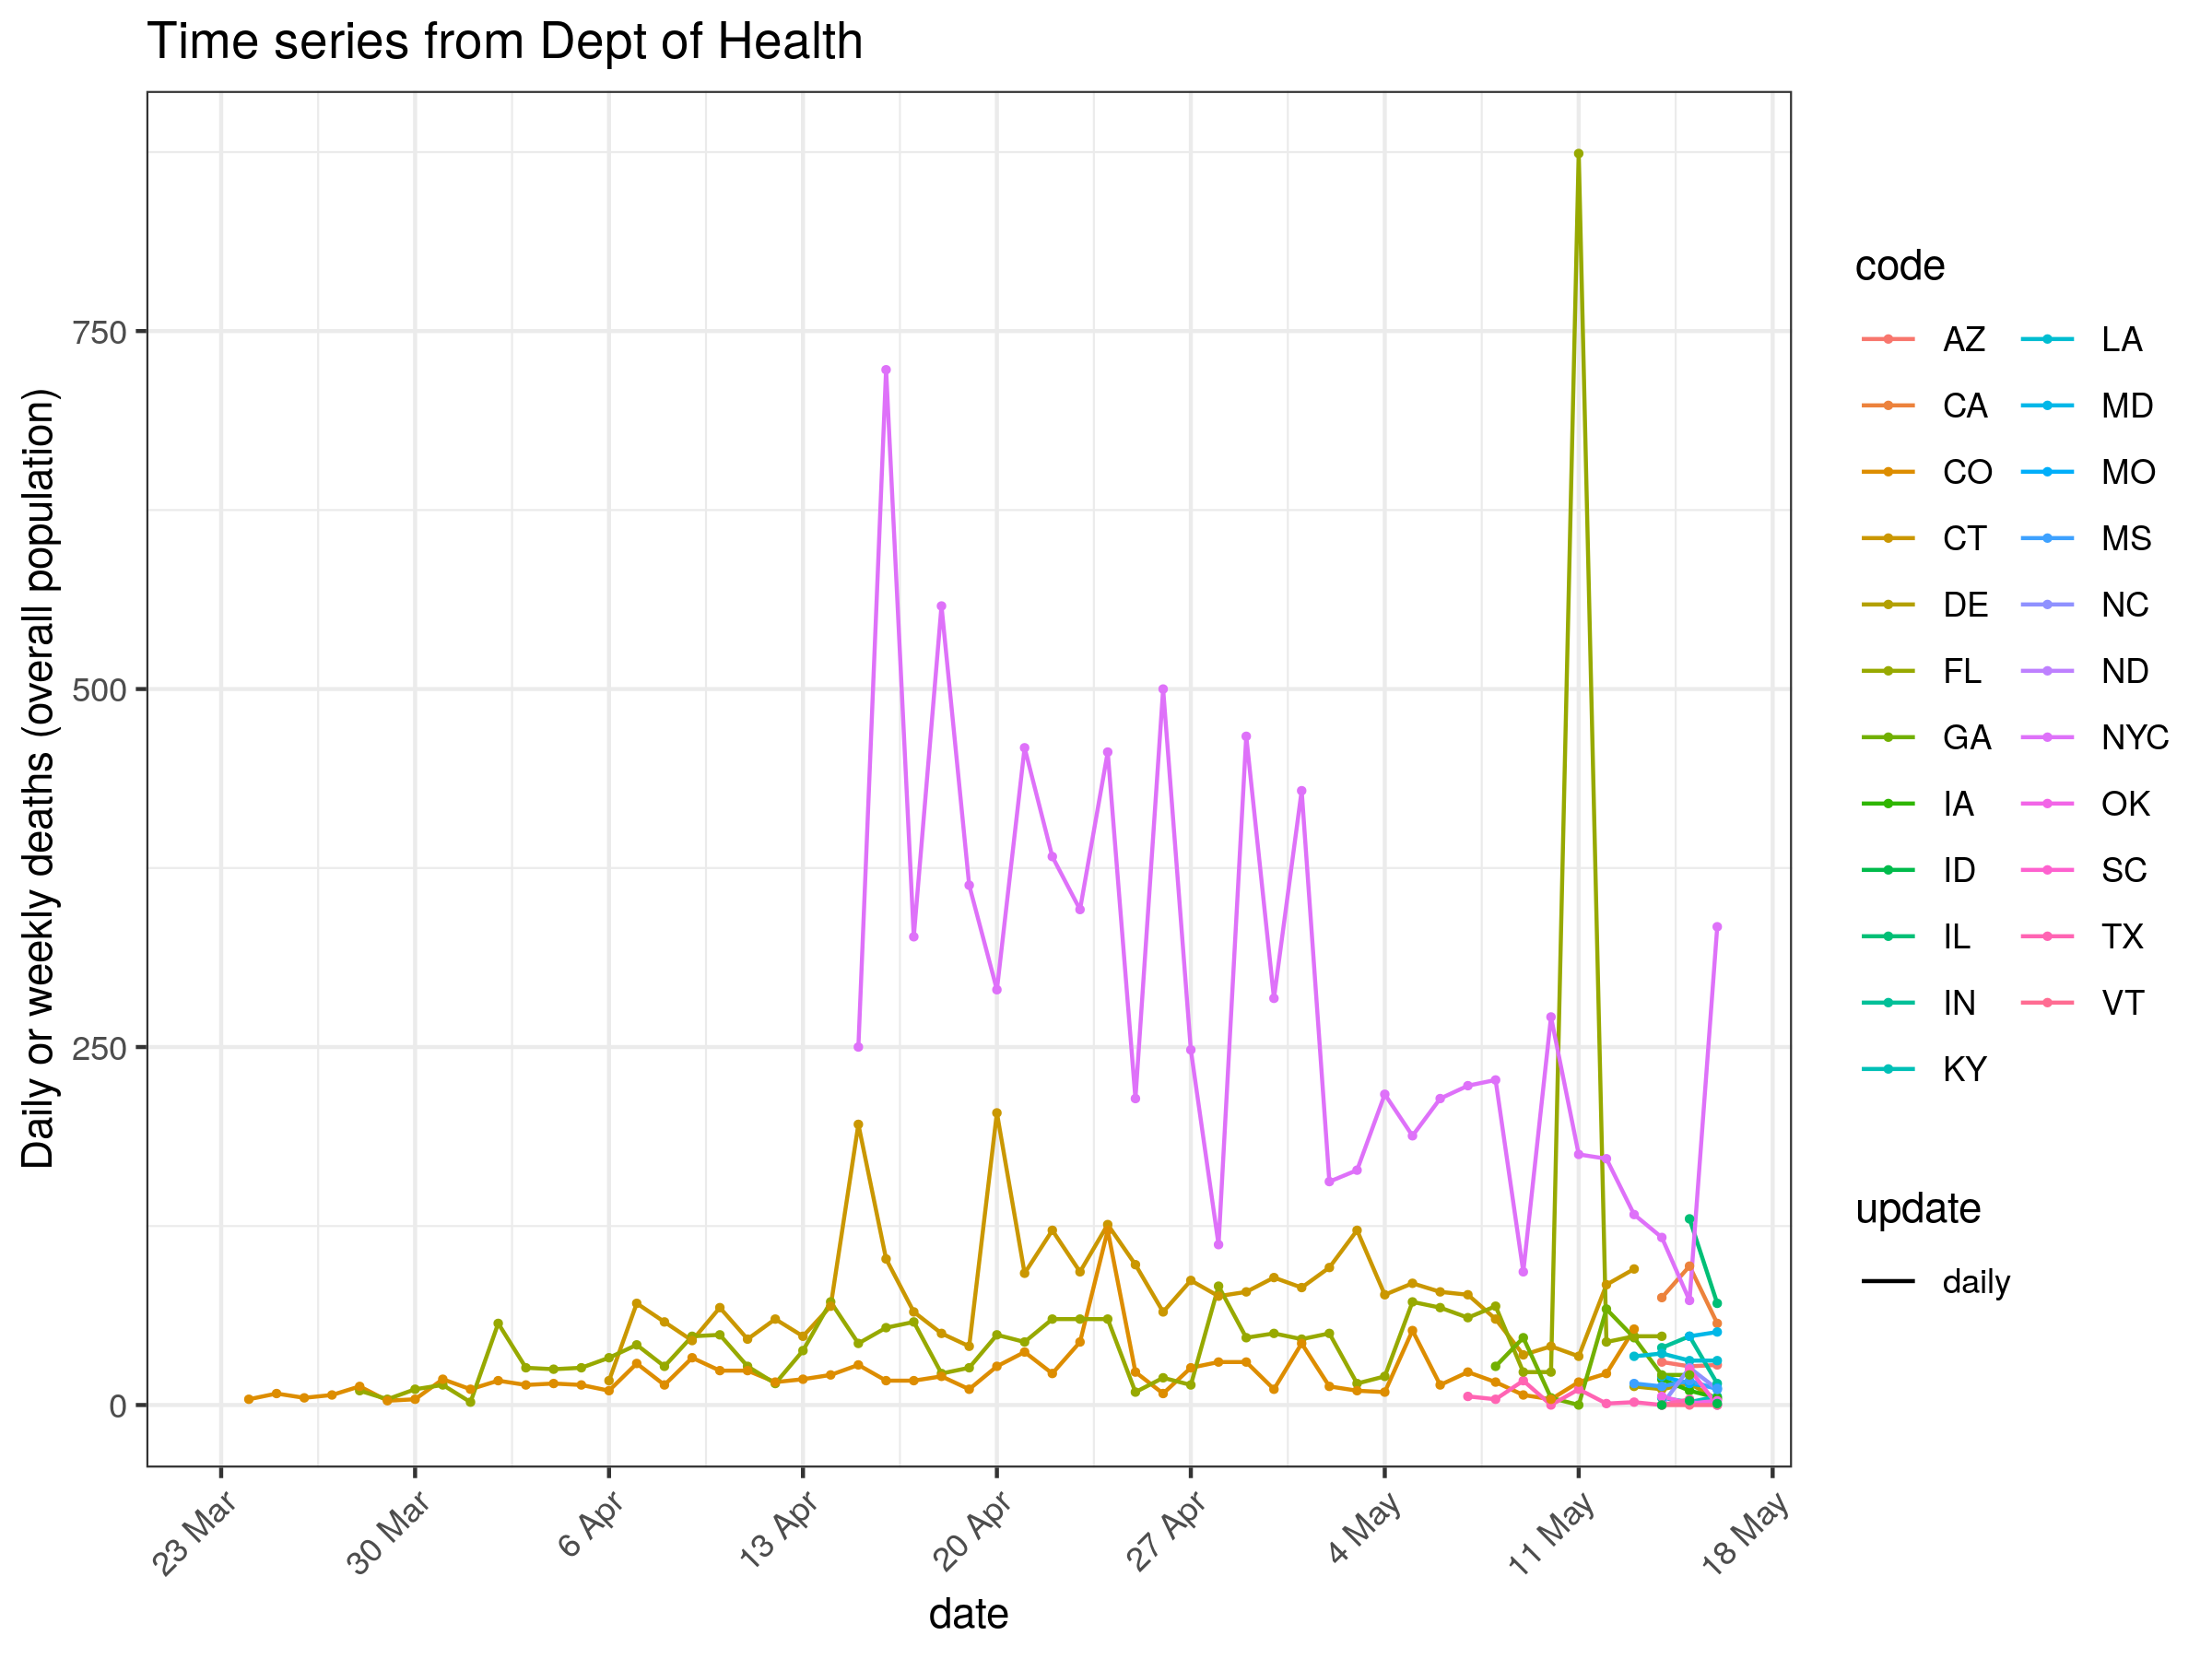 Time series from Dept of Health
Daily or weekly deaths (overall population)
750
500
250
0
23 Mar
30 Mar
6 Apr
13 Apr
20 Apr
27 Apr
4 May
11 May
18 May
date
code
AZ
CA
CO
CT
DE
FL
GA
IA
ID
IL
IN
KY
LA
MD
MO
MS
NC
ND
NYC
OK
SC
TX
VT
update
daily